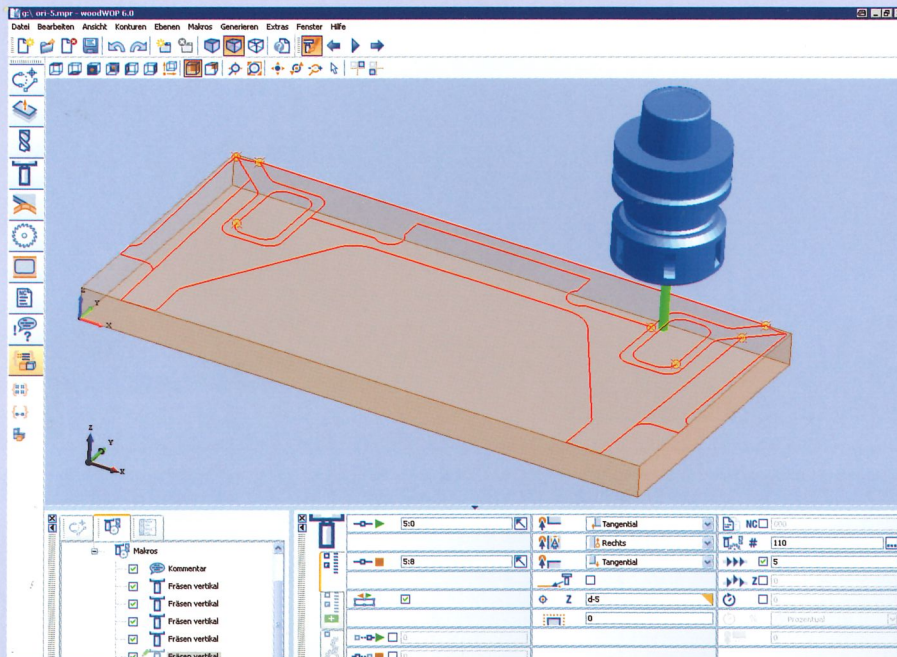 g:\ ori-5.mpr - woodWOP 6.0
Datei Bearbeiten Ansicht Konturen Ebenen Makros Generieren Extras Fenster Hilfe
Z
Y
X
Z
Y
X
Makros
Kommentar
Fräsen vertikal
Fräsen vertikal
Fräsen vertikal
Fräsen vertikal
Fräsen vertikal
5:0
Tangential
NC
Rechts
# 110
5:8
Tangential
5
Z
Z d-5
0
0
0